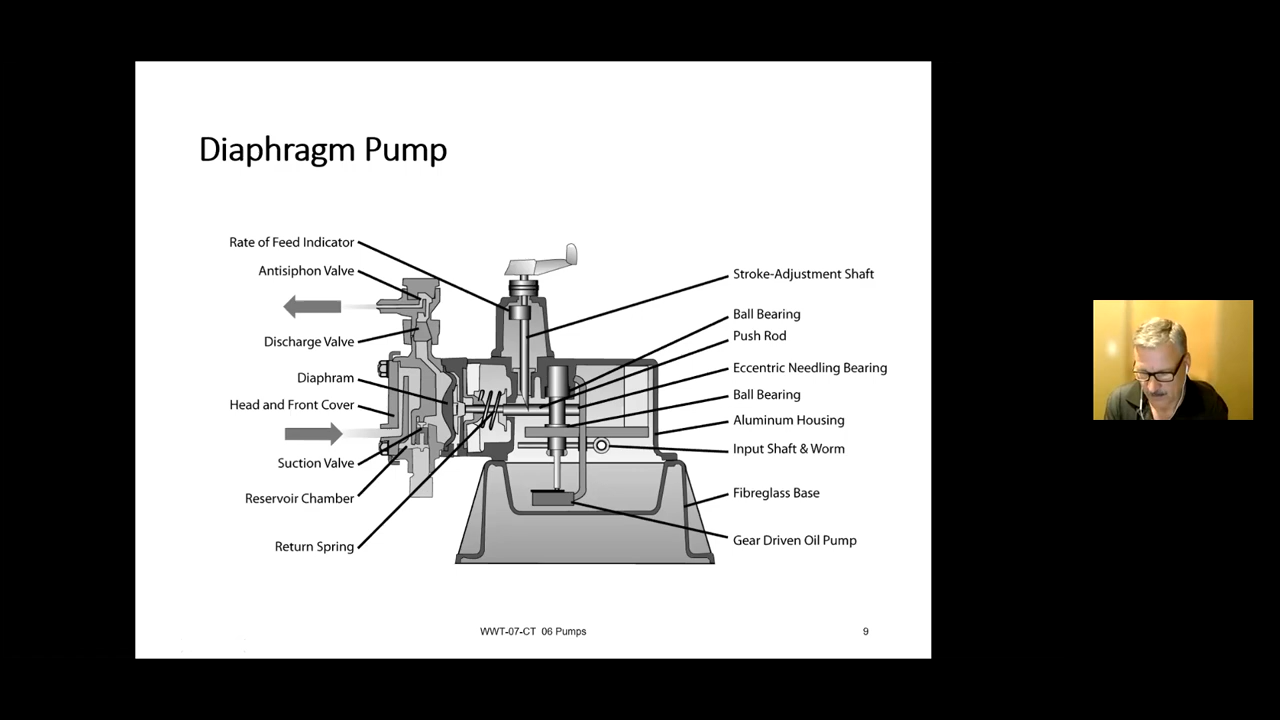 Diaphragm Pump
Rate of Feed Indicator
Antisiphon Valve
Discharge Valve
Diaphram
Head and Front Cover
Suction Valve
Reservoir Chamber
Return Spring
Stroke-Adjustment Shaft
Ball Bearing
Push Rod
Eccentric Needling Bearing
Ball Bearing
Aluminum Housing
Input Shaft & Worm
Fibreglass Base
Gear Driven Oil Pump
WWT-07-CT 06 Pumps
9